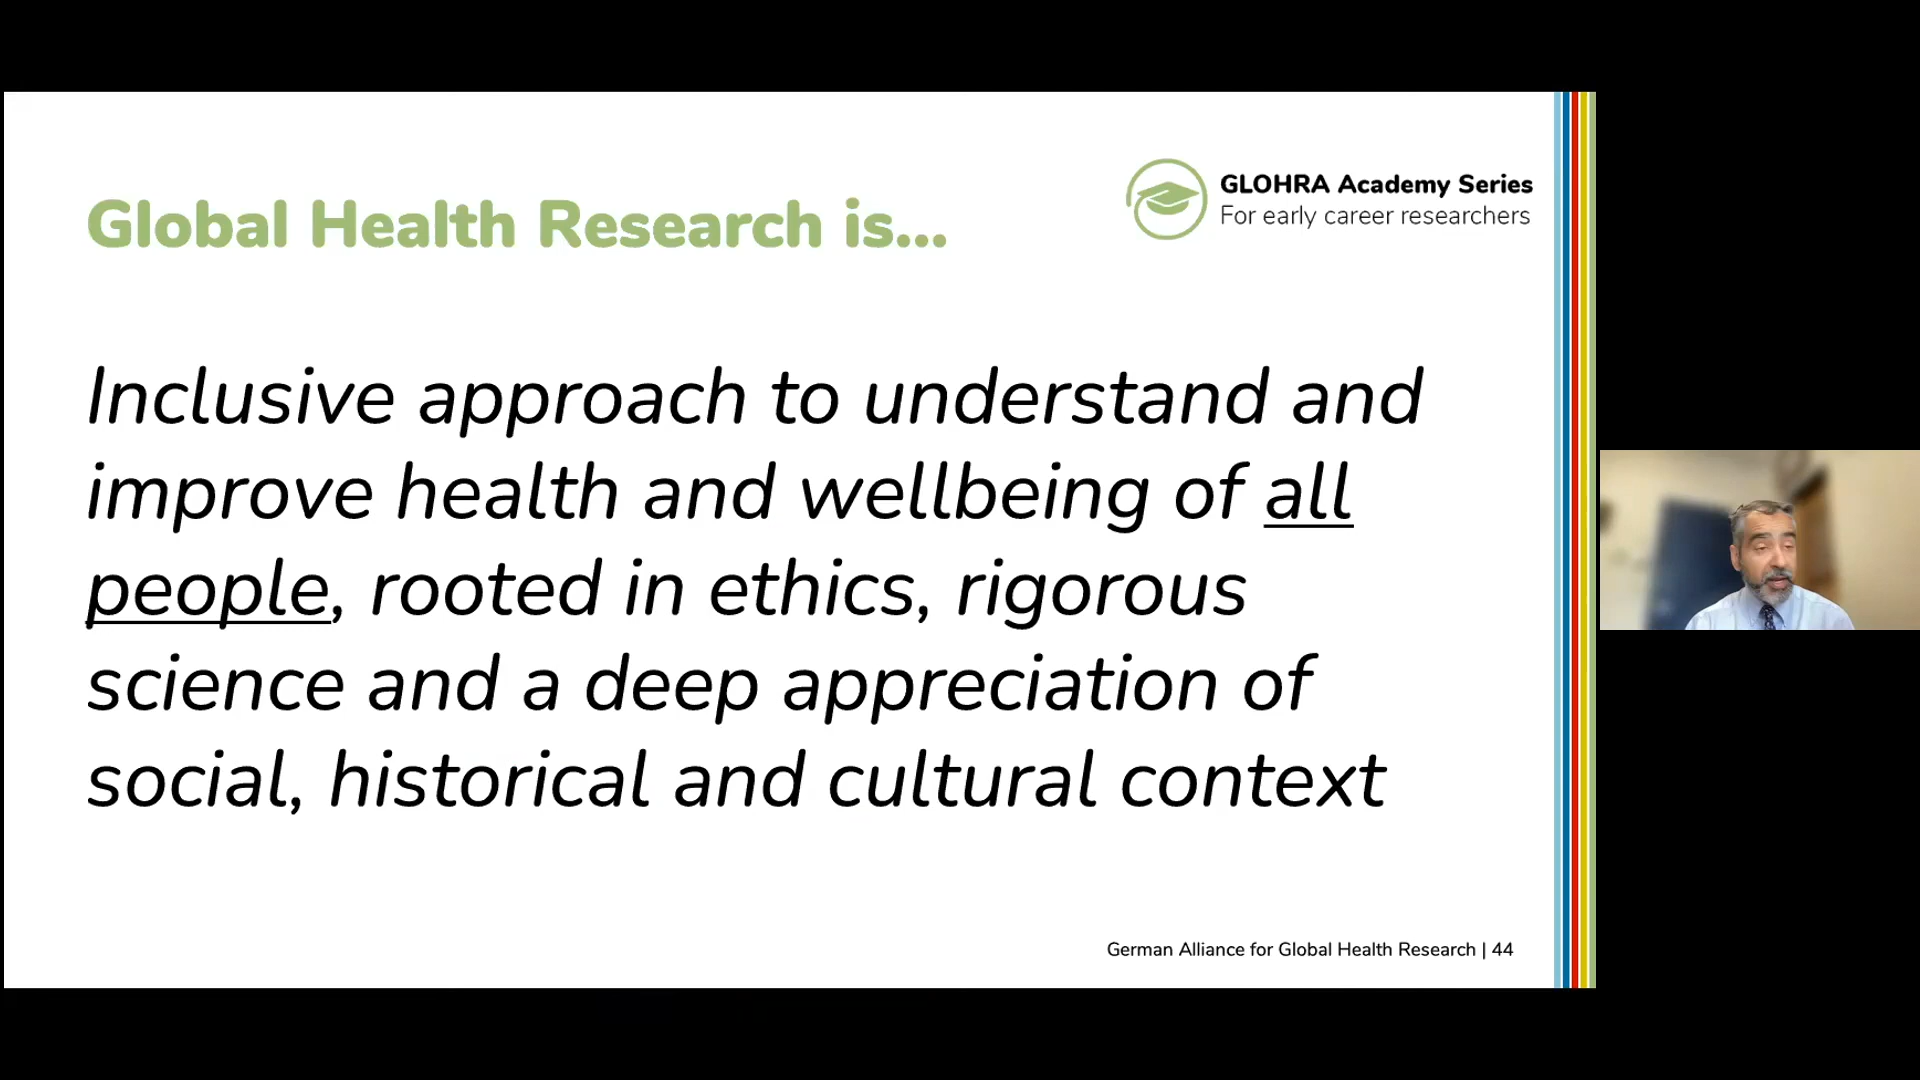 GLOHRA Academy Series
For early career researchers
Global Health Research is...
Inclusive approach to understand and
improve health and wellbeing of all
people, rooted in ethics, rigorous
science and a deep appreciation of
social, historical and cultural context
German Alliance for Global Health Research | 44